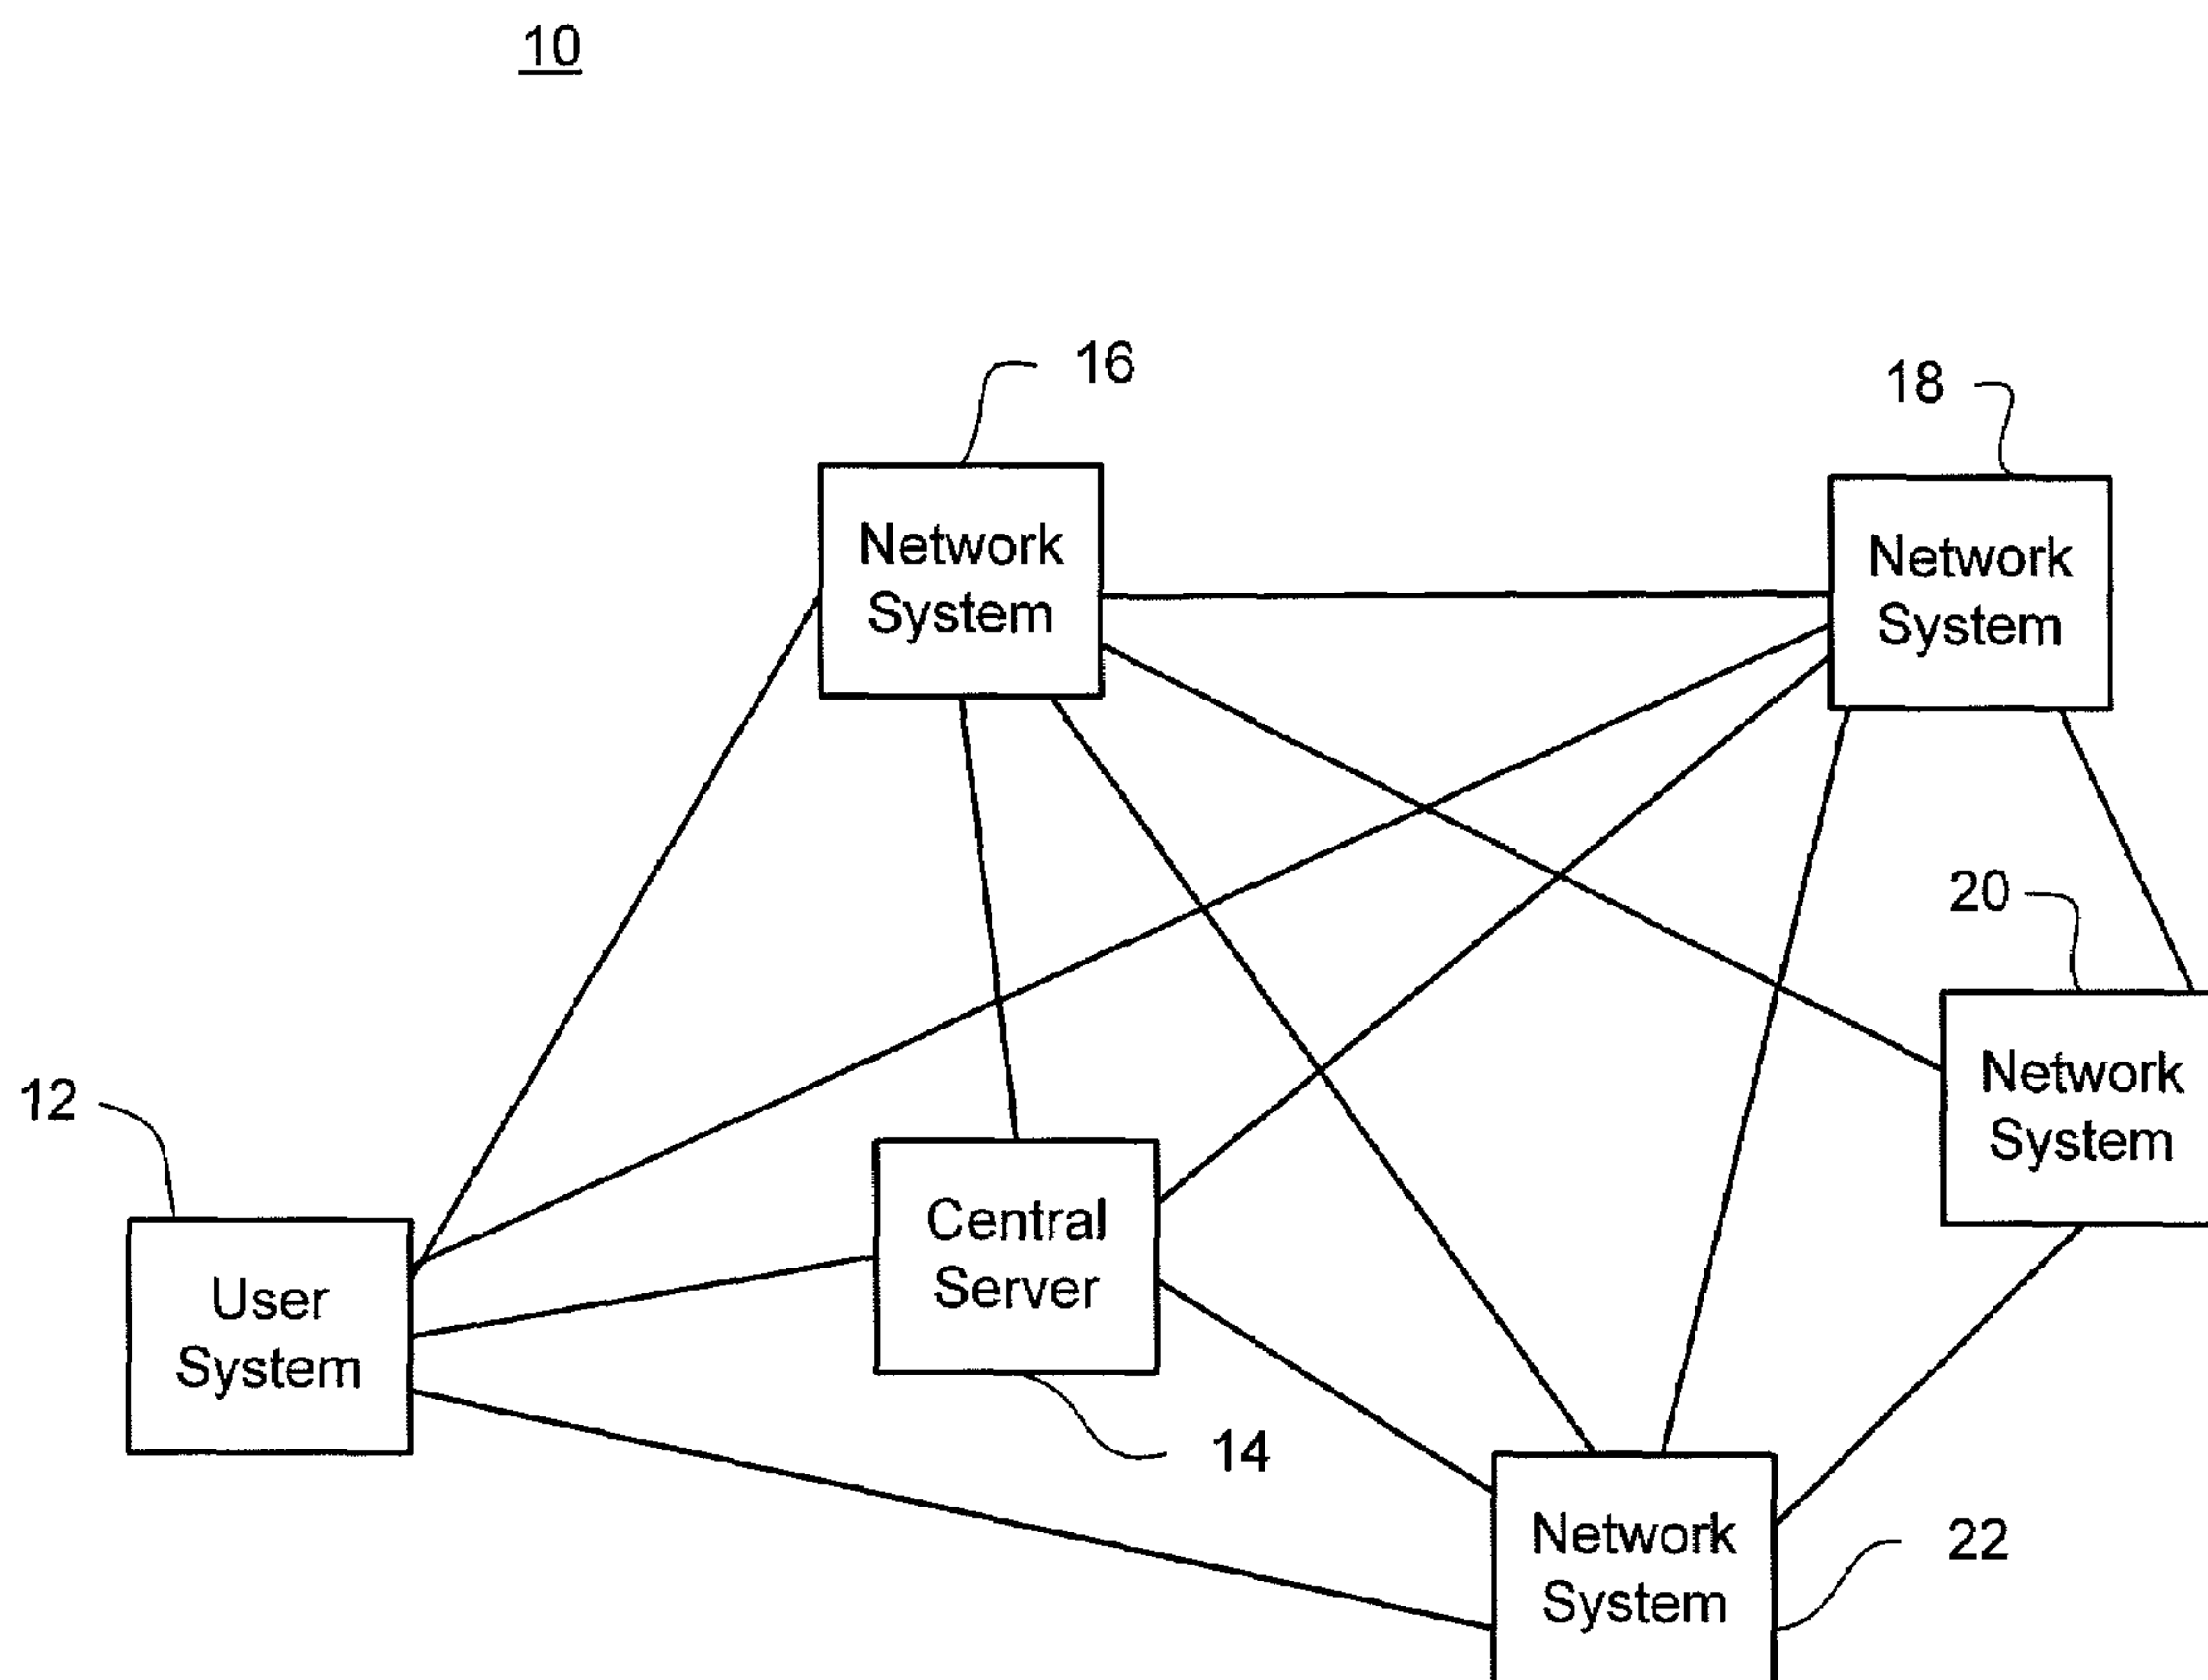 10
16
18
Network
System
Network
System
20
12
Network
System
Central
Server
User
System
14
Network
System
22